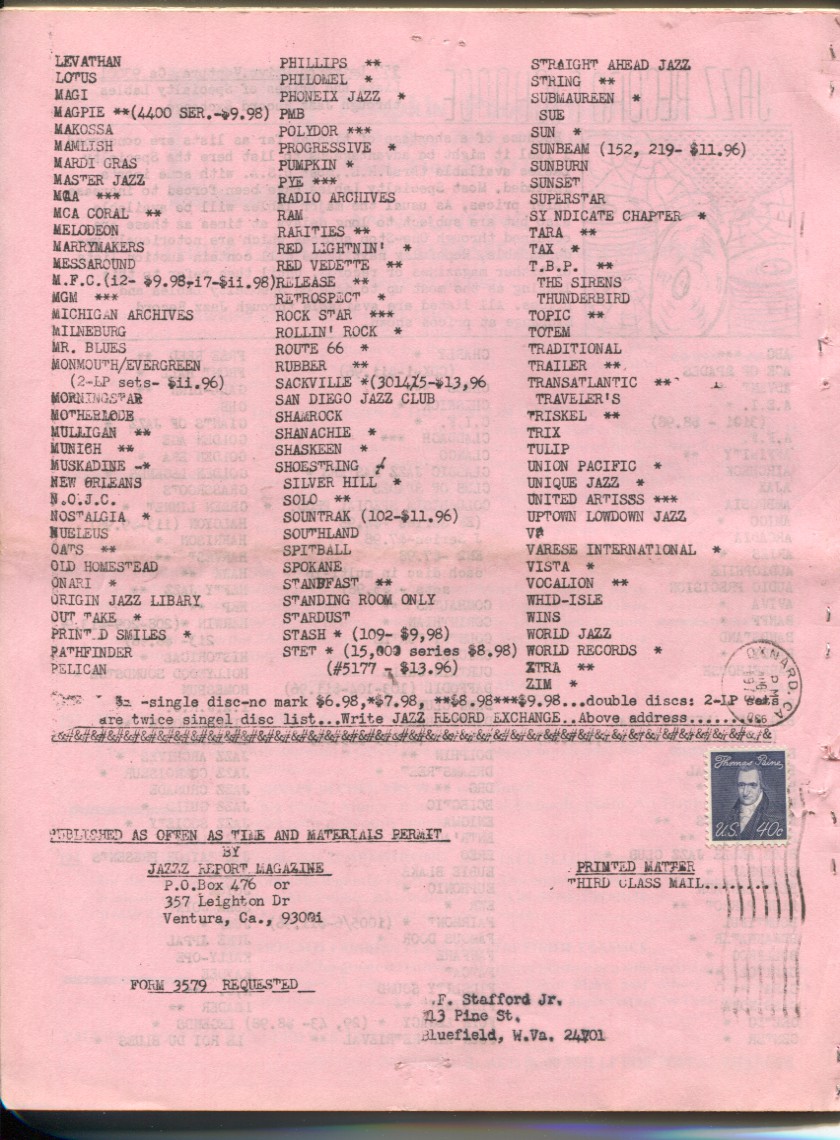 LEVATHAN
LOTUS
MAGI
MAGPIE **(4400 SER.-$9.98)
MAKOSSA
MAMLISH
MARDI GRAS
MASTER JAZZ
MCA ***
MCA CORAL **
MELODEON
MARRYMAKERS
MESSAROUND
M.F.C.(12- $9.98,17-$11.98)
MGM ***
MICHIGAN ARCHIVES
MILNEBURG
MR. BLUES
MONMOUTH/EVERGREEN
(2-LP sets- $11.96)
MORNINGSTAR
MOTHERLODE
MULLIGAN **
MUNICH **
MUSKADINE -*
NEW ORLEANS
N.O.J.C.
NOSTALGIA *
NUELEUS
OATS **
OLD HOMESTEAD
ONARI *
ORIGIN JAZZ LIBARY
OUT TAKE *
PRINT.D SMILES *
PATHFINDER
PELICAN
PHILLIPS **
PHILOMEL *
PHONEIX JAZZ *
PMB
POLYDOR ***
PROGRESSIVE *
PUMPKIN *
PYE ***
RADIO ARCHIVES
RAM
RARITIES **
RED LIGHTNIN' *
RED VEDETTE **
RELEASE **
RETROSPECT *
ROCK STAR ***
ROLLIN' ROCK *
ROUTE 66 *
RUBBER **
SACKVILLE *(3014/5-$13,96
SAN DIEGO JAZZ CLUB
SHAMROCK
SHANACHIE *
SHASKEEN *
SHOESTRING
SILVER HILL *
SOLO **
SOUNTRAK (102-$11.96)
SOUTHLAND
SPITBALL
SPOKANE
STANFFAST **
STANDING ROOM ONLY
STARDUST
STASH * (109- $9,98)
STET * (15,000 series $8.98)
(#5177 - $13.96)
STRAIGHT AHEAD JAZZ
STRING **
SUBMAUREEN *
SUE
SUN *
SUNBEAM (152, 219- $11.96)
SUNBURN
SUNSET
SUPERSTAR
SY NDICATE CHAPTER *
TARA **
TAX *
T.B.P. **
THE SIRENS
THUNDERBIRD
TOPIC **
TOTEM
TRADITIONAL
TRAILER **
TRANSATLANTIC **
TRAVELER'S
TRISKEL **
TRIX
TULIP
UNION PACIFIC *
UNIQUE JAZZ *
UNITED ARTISSS ***
UPTOWN LOWDOWN JAZZ
VARESE INTERNATIONAL *
VISTA *
VOCALION **
WHID-ISLE
WINS
WORLD JAZZ
WORLD RECORDS *
XTRA **
ZIM *
-single disc-no mark $6.98,*$7.98, **$8.98***$9.98...double discs: 2-LP sets
are twice singel disc list...Write JAZZ RECORD EXCHANGE..Above address........
OXNARD, CA
PM
Thomas Paine
U.S. 40c
PUBLISHED AS OFTEN AS TIME AND MATERIALS PERMIT
BY
JAZZZ REPORT MAGAZINE
P.O.Box 476 or
357 Leighton Dr
Ventura, Ca., 93001
PRINTED MATTER
THIRD CLASS MAIL........
FORM 3579 REQUESTED
.F. Stafford Jr.
713 Pine St.
Bluefield, W.Va. 24701